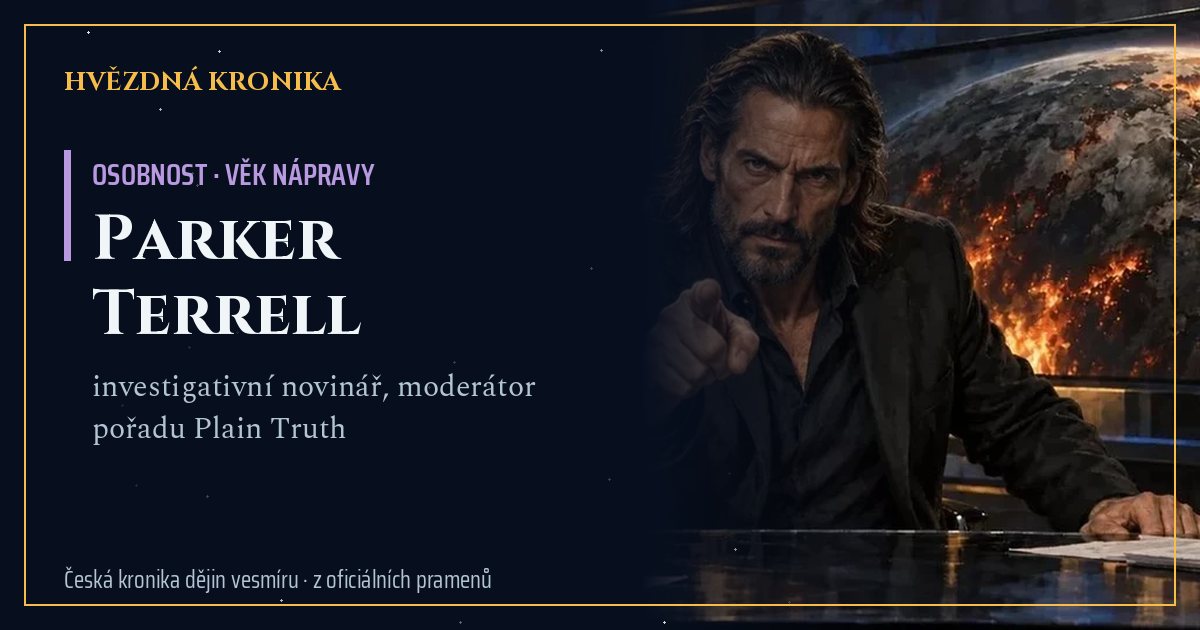 HVĚZDNÁ KRONIKA
OSOBNOST · VĚK NÁPRAVY
PARKER
TERRELL
investigativní novinář, moderátor
pořadu Plain Truth
Česká kronika dějin vesmíru · z oficiálních pramenů